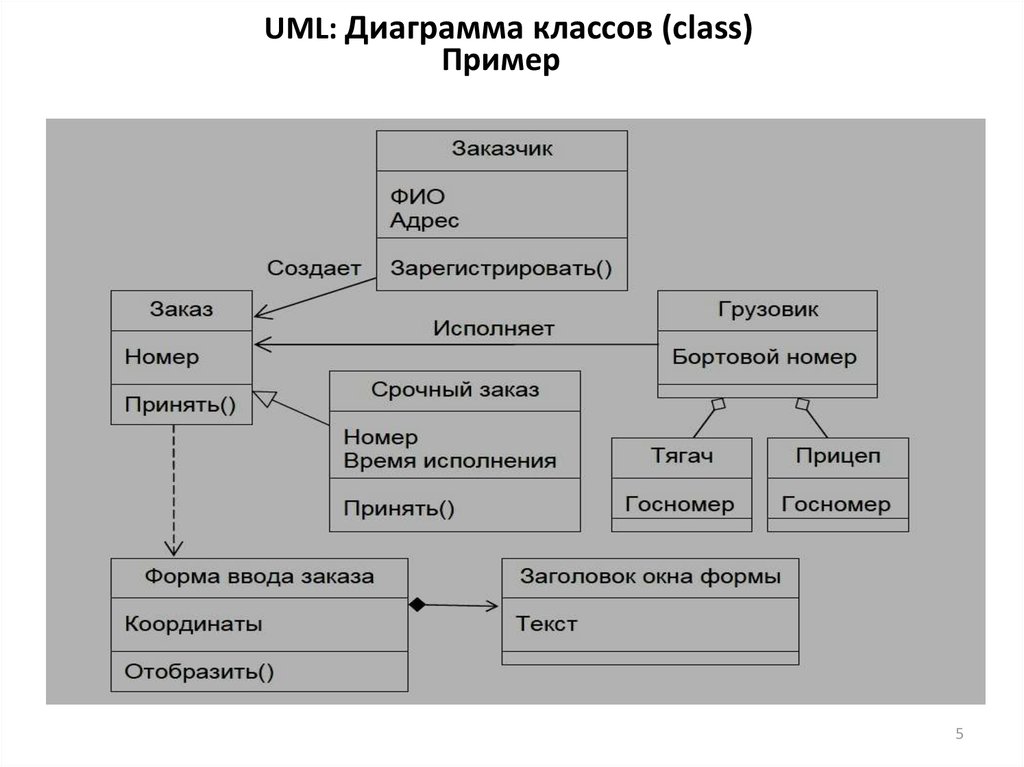 UML: Диаграмма классов (class)
Пример
Заказчик
ФИО
Адрес
Зарегистрировать()
Создает
Заказ
Номер
Принять()
Исполняет
Грузовик
Бортовой номер
Срочный заказ
Номер
Время исполнения
Принять()
Тягач
Госномер
Прицеп
Госномер
Форма ввода заказа
Координаты
Отобразить()
Заголовок окна формы
Текст
5